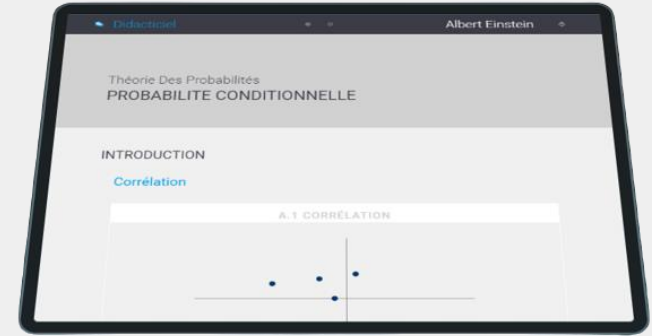 Didacticiel
Albert Einstein
Théorie Des Probabilités
PROBABILITE CONDITIONNELLE
INTRODUCTION
Corrélation
A.1 CORRÉLATION